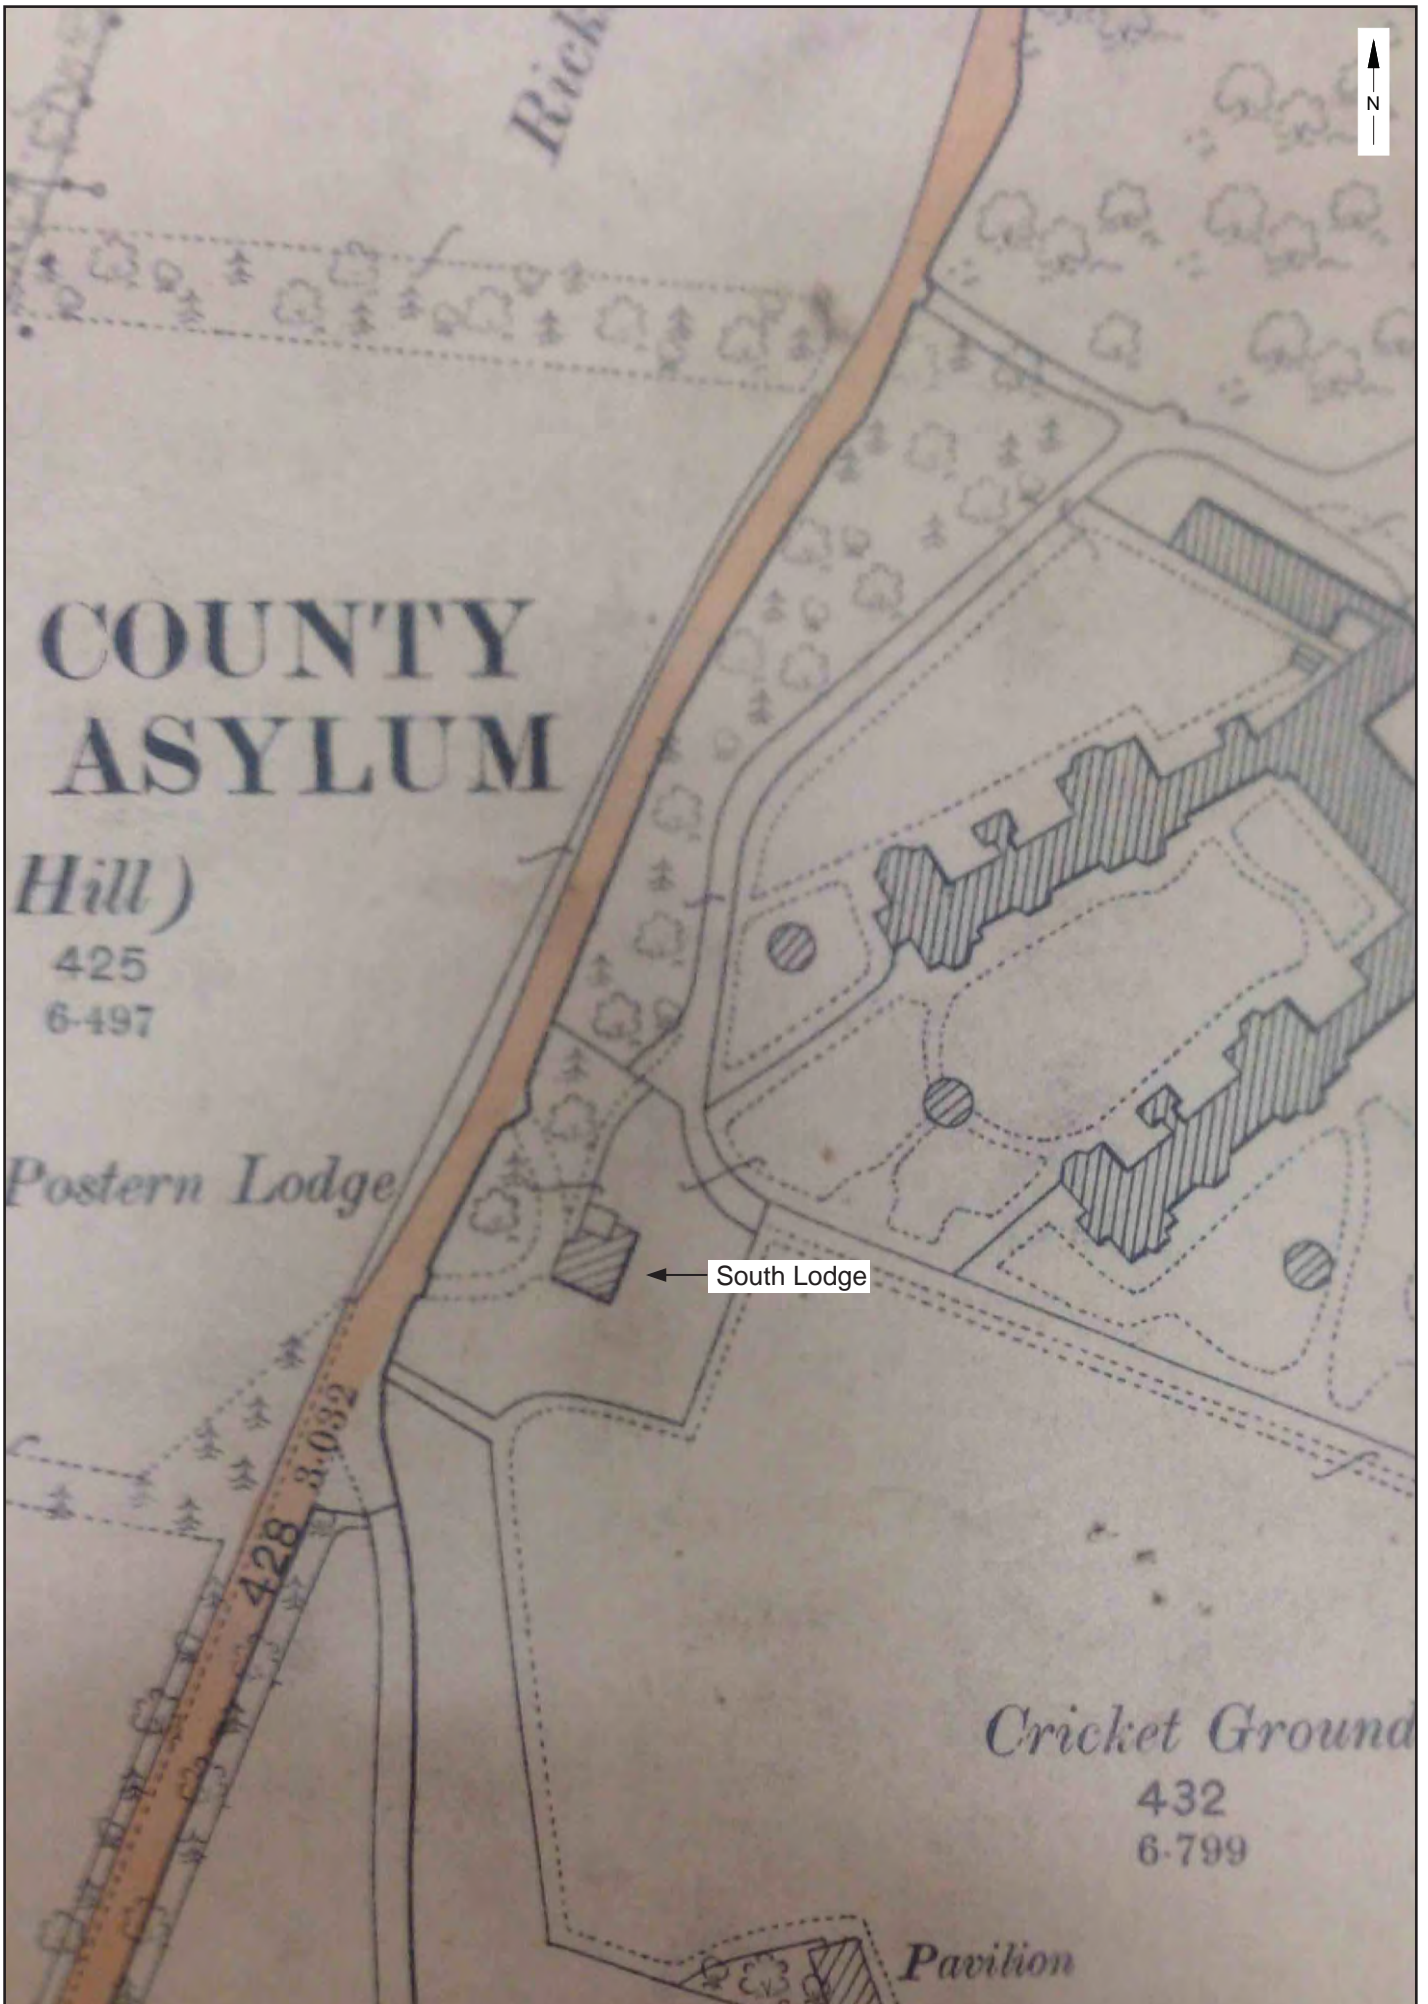 Rick
N
COUNTY
ASYLUM
Hill)
425
6·497
Postern Lodge
South Lodge
3.032
428
Cricket Ground
432
6·799
Pavilion